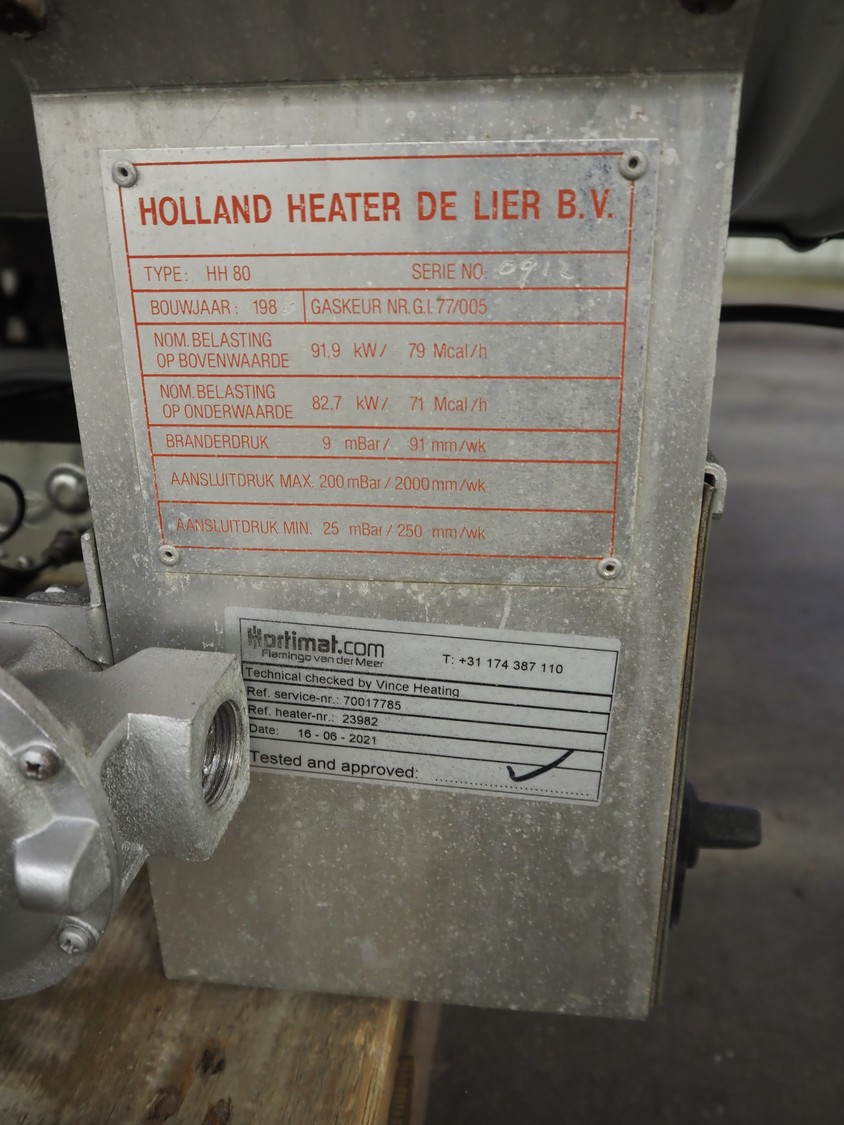 HOLLAND HEATER DE LIER B.V.
TYPE: HH 80 SERIE NO: 0912
BOUWJAAR: 198 GASKEUR NR.G.I. 77/005
NOM. BELASTING
OP BOVENWAARDE 91,9 kW/ 79 Mcal/h
NOM. BELASTING
OP ONDERWAARDE 82,7 kW/ 71 Mcal/h
BRANDERDRUK 9 mBar/ 91 mm/wk
AANSLUITDRUK MAX. 200 mBar/ 2000 mm/wk
AANSLUITDRUK MIN. 25 mBar/ 250 mm/wk
Hortimat.com
Flamingo van der Meer T: +31 174 387 110
Technical checked by Vince Heating
Ref. service-nr.: 70017785
Ref. heater-nr.: 23982
Date: 16 - 06 - 2021
Tested and approved: